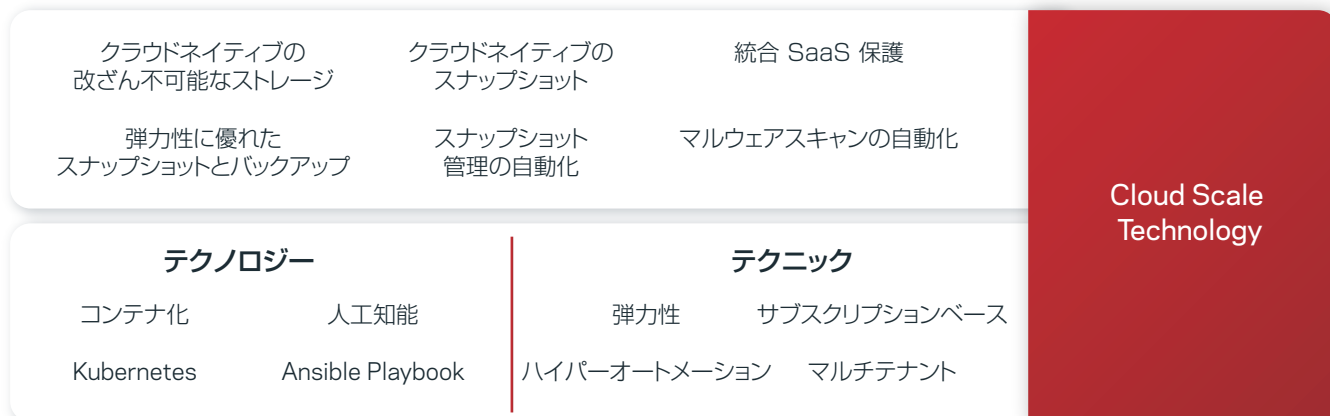 クラウドネイティブの
改ざん不可能なストレージ
クラウドネイティブの
スナップショット
統合 SaaS 保護
弾力性に優れた
スナップショットとバックアップ
スナップショット
管理の自動化
マルウェアスキャンの自動化
Cloud Scale
Technology
テクノロジー
コンテナ化
人工知能
Kubernetes
Ansible Playbook
テクニック
弾力性
サブスクリプションベース
ハイパーオートメーション
マルチテナント